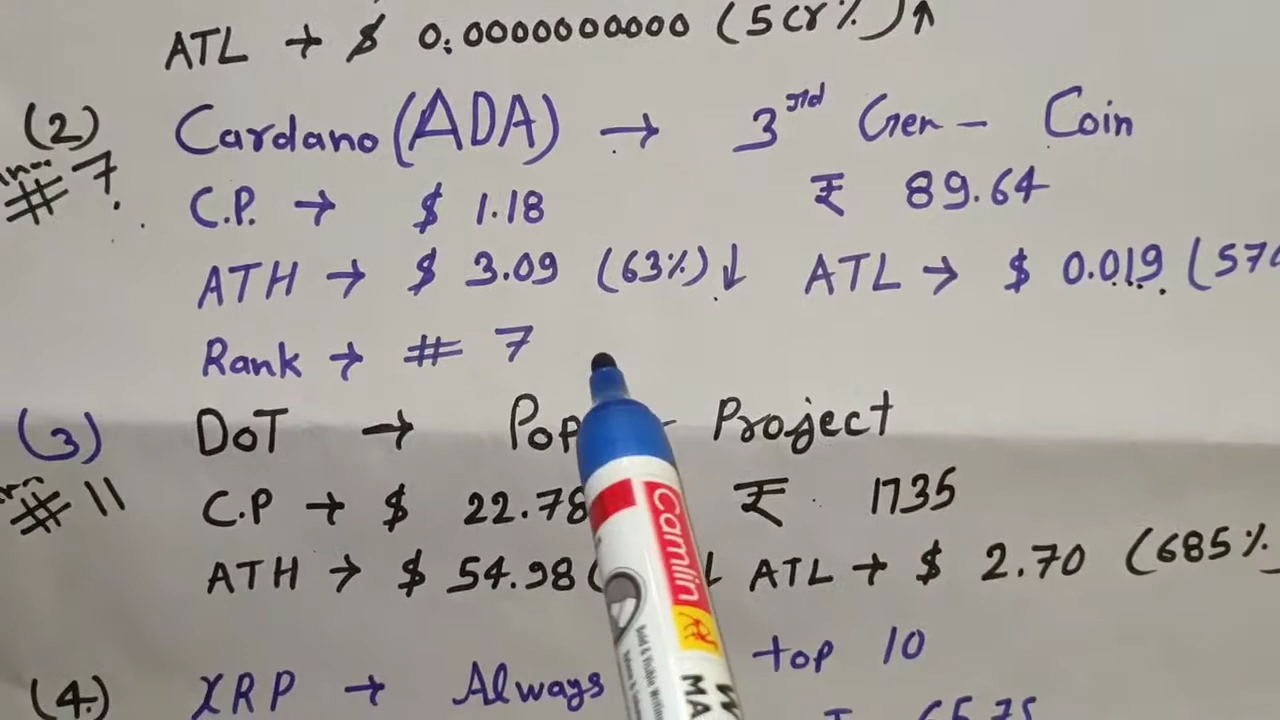 ATL → $ 0.0000000000 (5cr%)↑
(2) Cardano (ADA) → 3rd Gen - Coin
#7. C.P. → $ 1.18 ₹ 89.64
ATH → $ 3.09 (63%)↓ ATL → $ 0.019 (570
Rank → # 7
(3) DOT → Pop - Project
#11 C.P → $ 22.78 ₹ 1735
ATH → $ 54.98 ( ↓ ATL → $ 2.70 (685%
Camlin
(4.) XRP → Always top 10